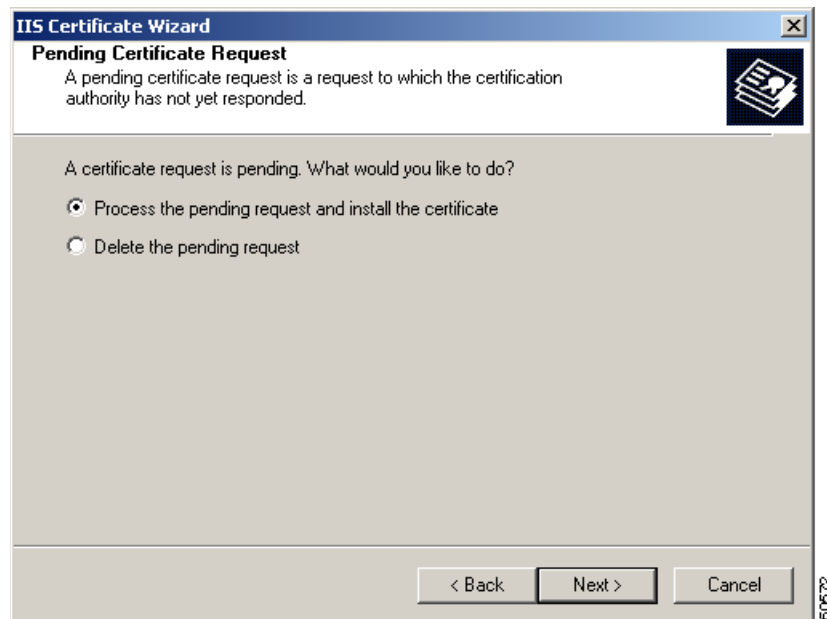 IIS Certificate Wizard
Pending Certificate Request
A pending certificate request is a request to which the certification
authority has not yet responded.
A certificate request is pending. What would you like to do?
Process the pending request and install the certificate
Delete the pending request
< Back
Next >
Cancel